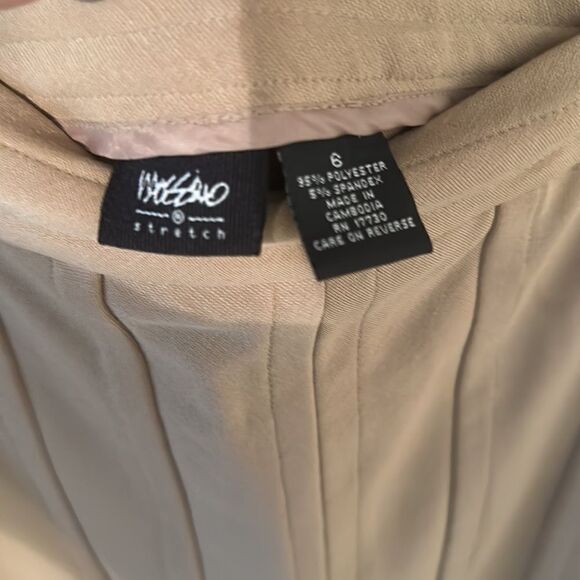 Mossimo
stretch
6
95% POLYESTER
5% SPANDEX
MADE IN
CAMBODIA
RN 17730
CARE ON REVERSE